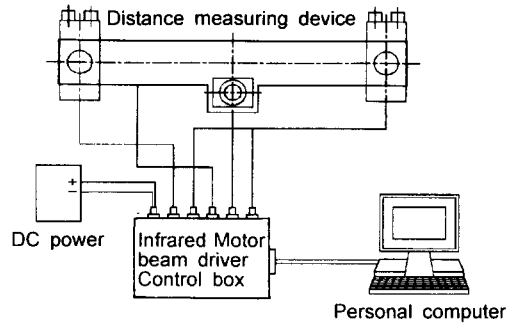 Distance measuring device
+
−
DC power
Infrared Motor
beam driver
Control box
Personal computer